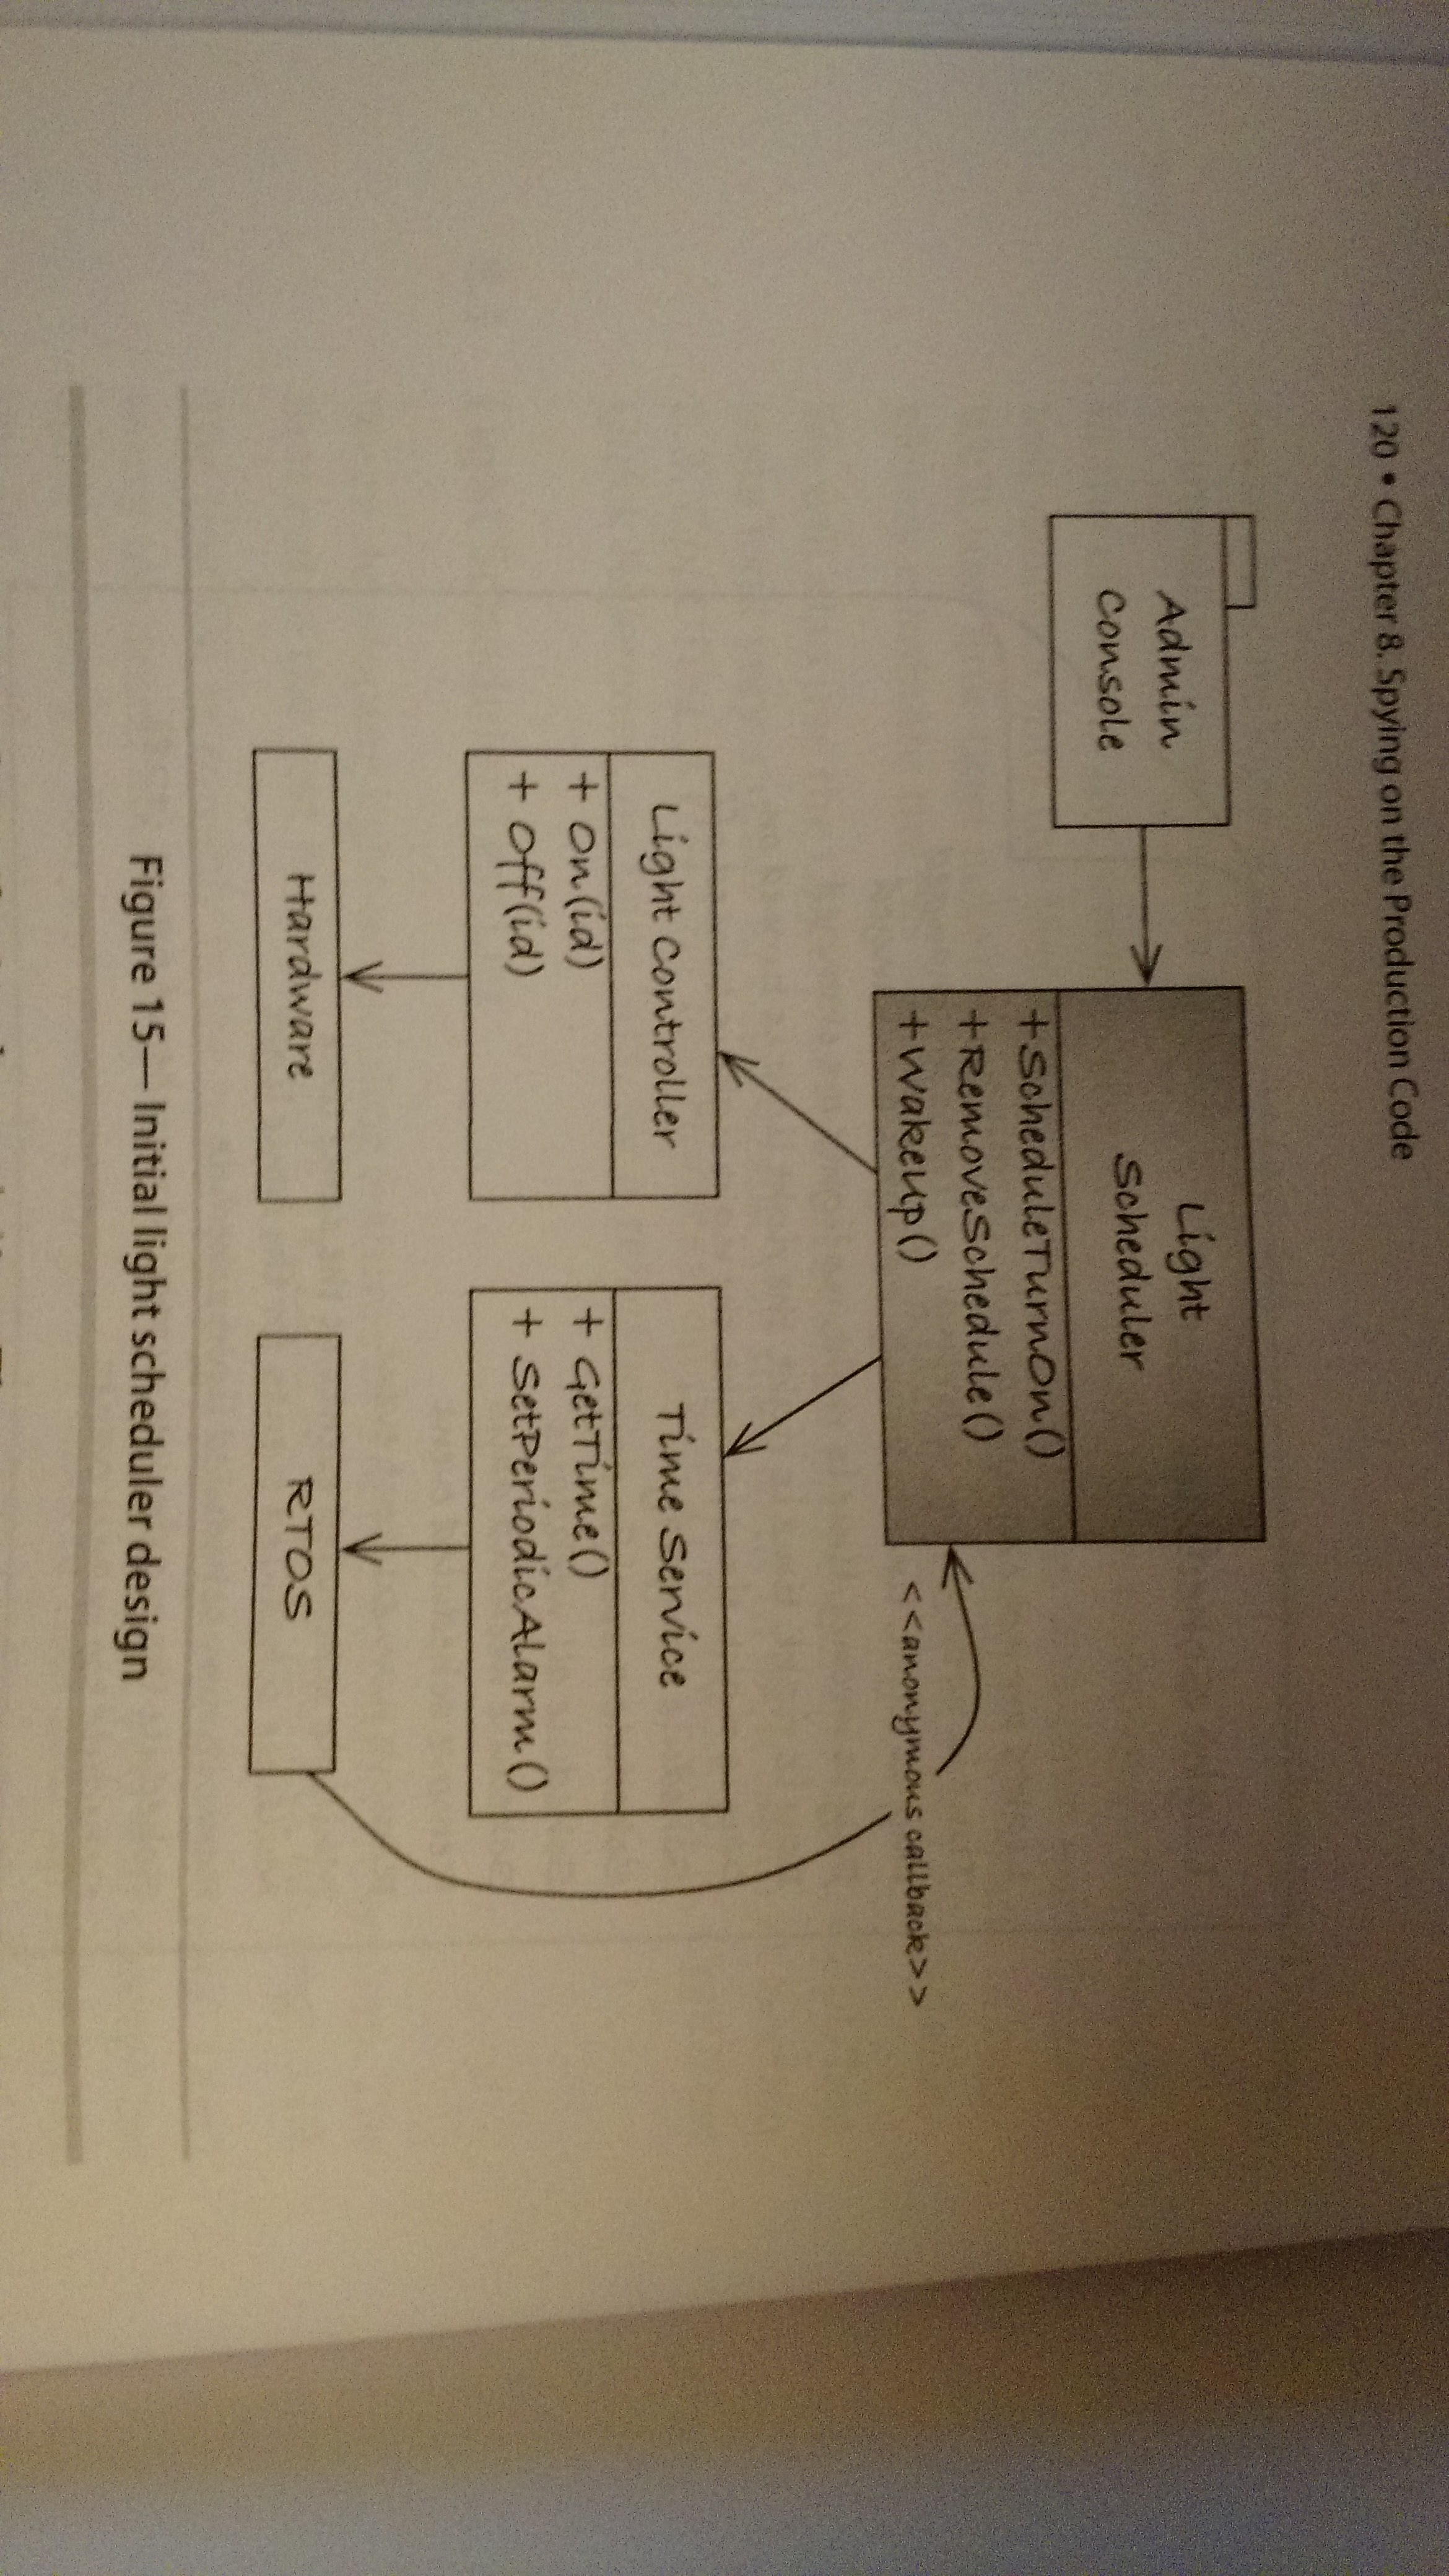 120 • Chapter 8. Spying on the Production Code
Admin
Console
Light
Scheduler
+ScheduleTurnOn()
+RemoveSchedule()
+WakeUp()
<<anonymous callback>>
Light Controller
+ On(id)
+ Off(id)
Time Service
+ GetTime()
+ SetPeriodicAlarm()
Hardware
RTOS
Figure 15— Initial light scheduler design